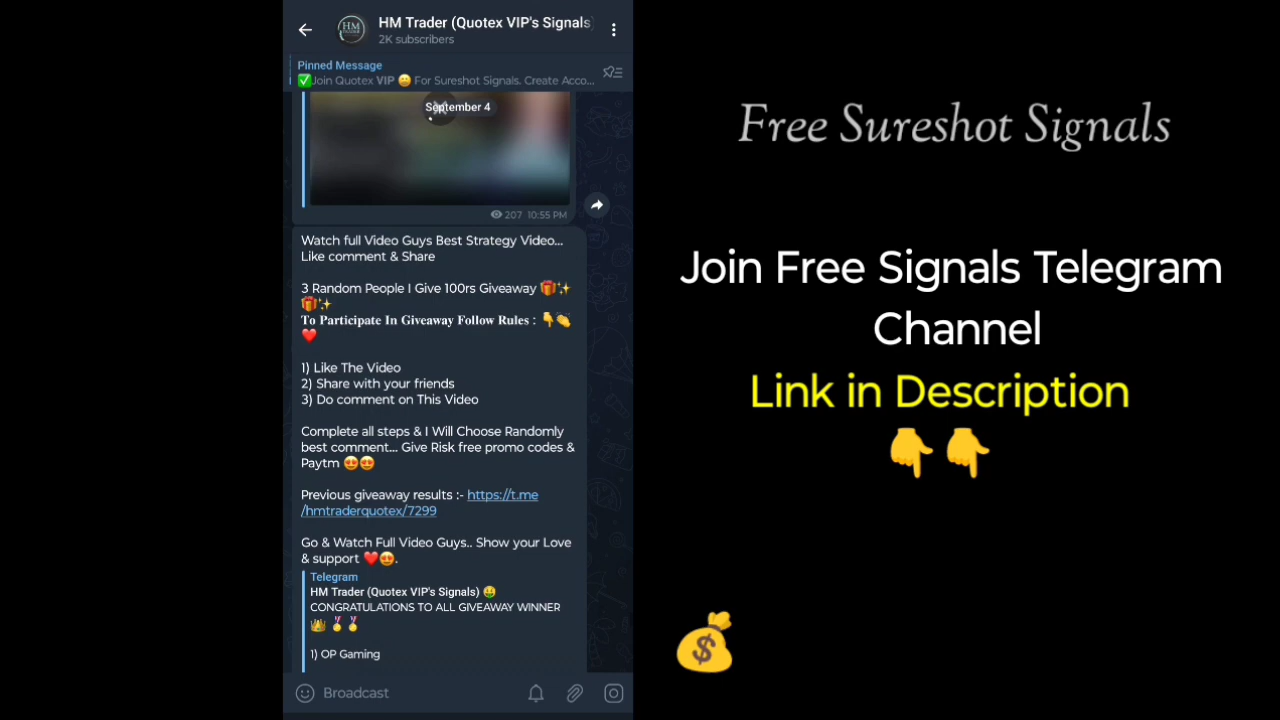 HM Trader (Quotex VIP's Signals)
2K subscribers
Pinned Message
✅Join Quotex VIP 😀 For Sureshot Signals. Create Acco...
September 4
207 10:55 PM
Watch full Video Guys Best Strategy Video...
Like comment & Share
3 Random People I Give 100rs Giveaway 🎁✨
🎁✨
𝐓𝐨 𝐏𝐚𝐫𝐭𝐢𝐜𝐢𝐩𝐚𝐭𝐞 𝐈𝐧 𝐆𝐢𝐯𝐞𝐚𝐰𝐚𝐲 𝐅𝐨𝐥𝐥𝐨𝐰 𝐑𝐮𝐥𝐞𝐬 : 👇👏
❤️
1) Like The Video
2) Share with your friends
3) Do comment on This Video
Complete all steps & I Will Choose Randomly
best comment... Give Risk free promo codes &
Paytm 😍😍
Previous giveaway results :- https://t.me
/hmtraderquotex/7299
Go & Watch Full Video Guys.. Show your Love
& support ❤️😍.
Telegram
HM Trader (Quotex VIP's Signals) 🤑
CONGRATULATIONS TO ALL GIVEAWAY WINNER
👑🏅🏅
1) OP Gaming
Broadcast
Free Sureshot Signals
Join Free Signals Telegram
Channel
Link in Description
👇👇